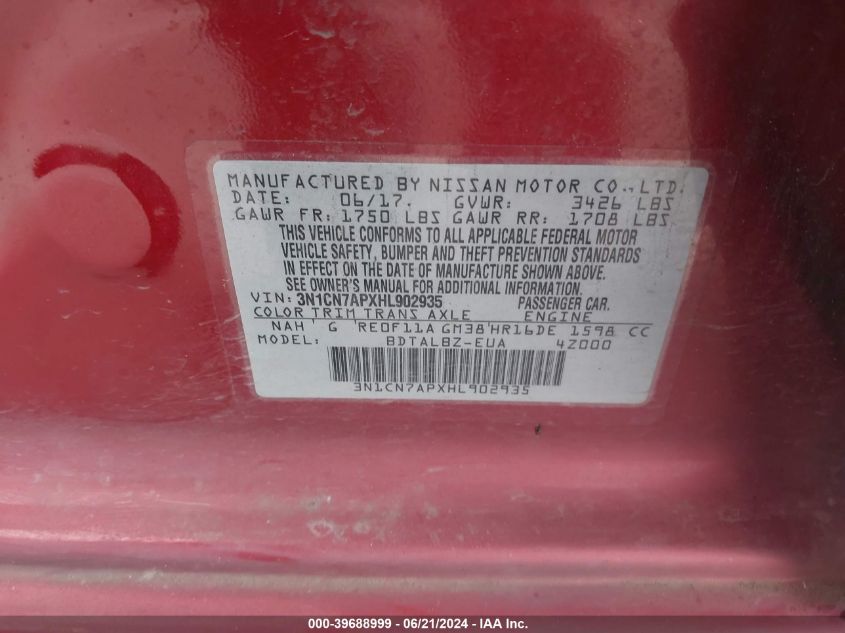 MANUFACTURED BY NISSAN MOTOR CO., LTD.
DATE: 06/17. GVWR: 3426 LBS
GAWR FR: 1750 LBS GAWR RR: 1708 LBS
THIS VEHICLE CONFORMS TO ALL APPLICABLE FEDERAL MOTOR
VEHICLE SAFETY, BUMPER AND THEFT PREVENTION STANDARDS
IN EFFECT ON THE DATE OF MANUFACTURE SHOWN ABOVE.
SEE OWNER'S MANUAL FOR ADDITIONAL INFORMATION.
VIN: 3N1CN7APXHL902935 PASSENGER CAR.
COLOR TRIM TRANS AXLE ENGINE
NAH G RE0F11A GM38 HR16DE 1598 CC
MODEL: BDTALBZ-EUA 4Z000
3N1CN7APXHL902935
000-39688999 / 06/21/2024 - IAA Inc.